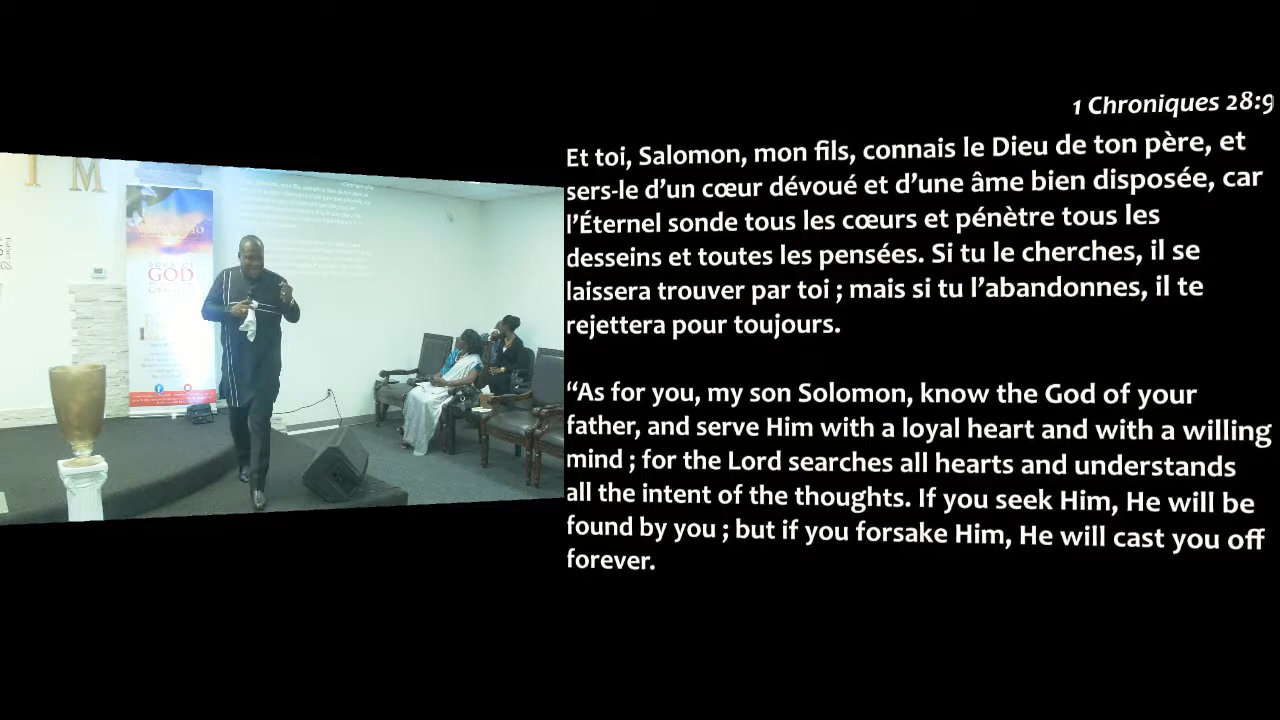 1 Chroniques 28:9
Et toi, Salomon, mon fils, connais le Dieu de ton père, et
sers-le d’un cœur dévoué et d’une âme bien disposée, car
l’Éternel sonde tous les cœurs et pénètre tous les
desseins et toutes les pensées. Si tu le cherches, il se
laissera trouver par toi ; mais si tu l’abandonnes, il te
rejettera pour toujours.
“As for you, my son Solomon, know the God of your
father, and serve Him with a loyal heart and with a willing
mind ; for the Lord searches all hearts and understands
all the intent of the thoughts. If you seek Him, He will be
found by you ; but if you forsake Him, He will cast you off
forever.
I M
GOD